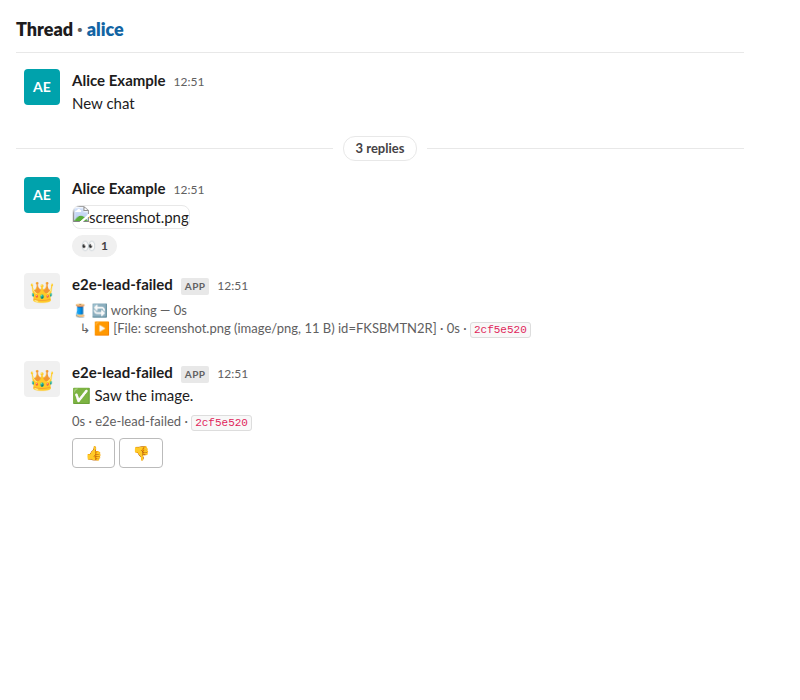 Thread · alice
AE
Alice Example 12:51
New chat
3 replies
AE
Alice Example 12:51
screenshot.png
👀 1
e2e-lead-failed APP 12:51
🧵 🔄 working — 0s
↳ ▶️ [File: screenshot.png (image/png, 11 B) id=FKSBMTN2R] · 0s · 2cf5e520
e2e-lead-failed APP 12:51
✅ Saw the image.
0s · e2e-lead-failed · 2cf5e520
👍 👎